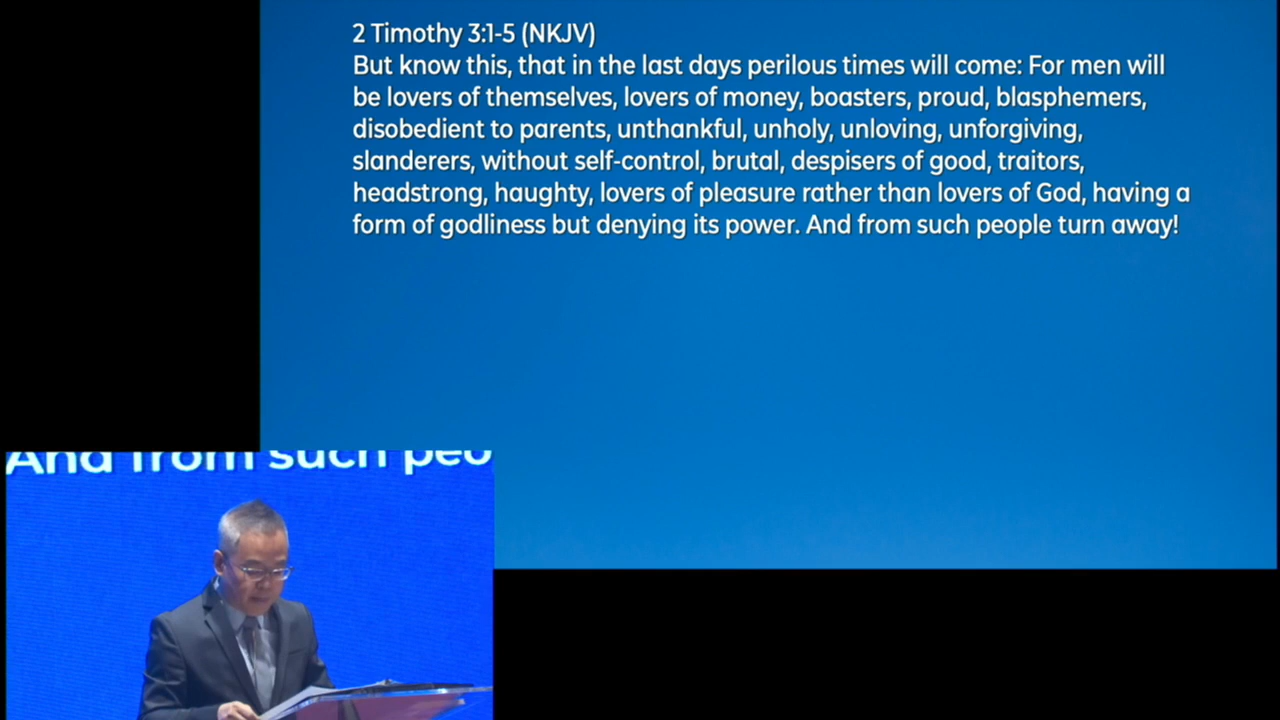 2 Timothy 3:1-5 (NKJV)
But know this, that in the last days perilous times will come: For men will
be lovers of themselves, lovers of money, boasters, proud, blasphemers,
disobedient to parents, unthankful, unholy, unloving, unforgiving,
slanderers, without self-control, brutal, despisers of good, traitors,
headstrong, haughty, lovers of pleasure rather than lovers of God, having a
form of godliness but denying its power. And from such people turn away!
And from such peo